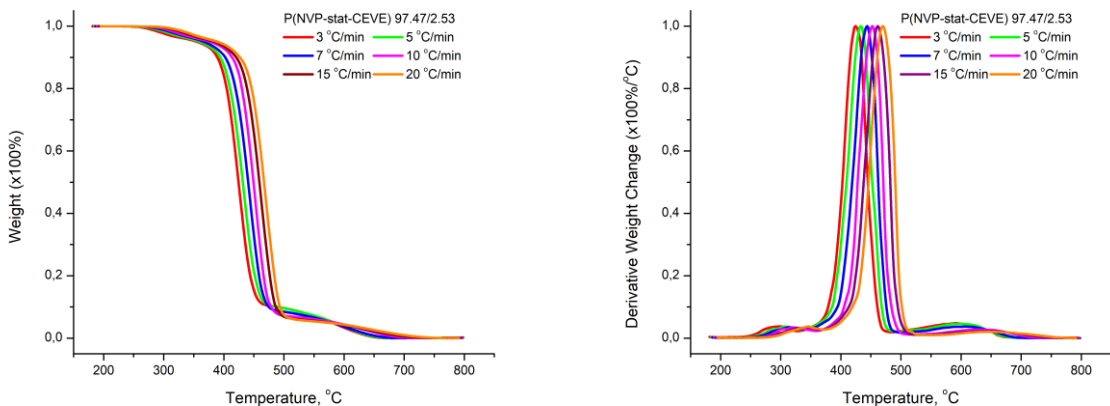 P(NVP-stat-CEVE) 97.47/2.53
3 °C/min 5 °C/min
7 °C/min 10 °C/min
15 °C/min 20 °C/min
Weight (x100%)
1,0
0,8
0,6
0,4
0,2
0,0
200 300 400 500 600 700 800
Temperature, °C
P(NVP-stat-CEVE) 97.47/2.53
3 °C/min 5 °C/min
7 °C/min 10 °C/min
15 °C/min 20 °C/min
Derivative Weight Change (x100%/°C)
1,0
0,8
0,6
0,4
0,2
0,0
200 300 400 500 600 700 800
Temperature, °C